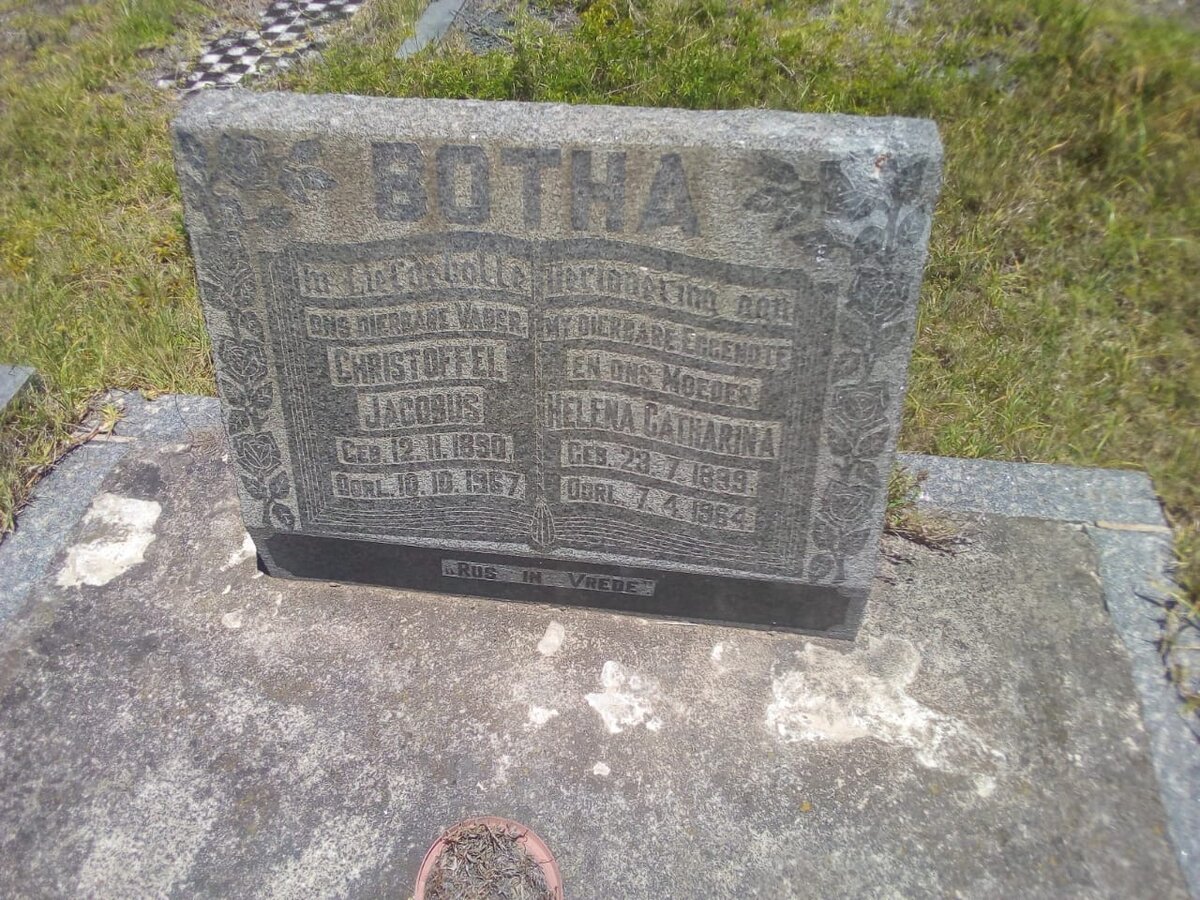 BOTHA
In Liefdevolle Herinnering aan
ONS DIERBARE VADER
CHRISTOFFEL
JACOBUS
GEB. 12. 11. 1890.
OORL. 10. 10. 1967
MY DIERBARE EGGENOTE
EN ONS MOEDER
HELENA CATHARINA
GEB. 23. 7. 1899.
OORL. 7. 4. 1964.
„RUS IN VREDE"